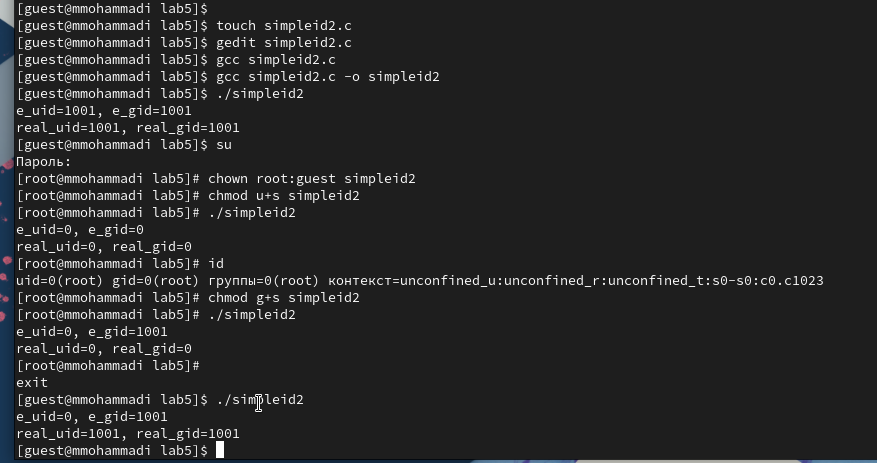 [guest@mmohammadi lab5]$
[guest@mmohammadi lab5]$ touch simpleid2.c
[guest@mmohammadi lab5]$ gedit simpleid2.c
[guest@mmohammadi lab5]$ gcc simpleid2.c
[guest@mmohammadi lab5]$ gcc simpleid2.c -o simpleid2
[guest@mmohammadi lab5]$ ./simpleid2
e_uid=1001, e_gid=1001
real_uid=1001, real_gid=1001
[guest@mmohammadi lab5]$ su
Пароль:
[root@mmohammadi lab5]# chown root:guest simpleid2
[root@mmohammadi lab5]# chmod u+s simpleid2
[root@mmohammadi lab5]# ./simpleid2
e_uid=0, e_gid=0
real_uid=0, real_gid=0
[root@mmohammadi lab5]# id
uid=0(root) gid=0(root) группы=0(root) контекст=unconfined_u:unconfined_r:unconfined_t:s0-s0:c0.c1023
[root@mmohammadi lab5]# chmod g+s simpleid2
[root@mmohammadi lab5]# ./simpleid2
e_uid=0, e_gid=1001
real_uid=0, real_gid=0
[root@mmohammadi lab5]#
exit
[guest@mmohammadi lab5]$ ./simpleid2
e_uid=0, e_gid=1001
real_uid=1001, real_gid=1001
[guest@mmohammadi lab5]$